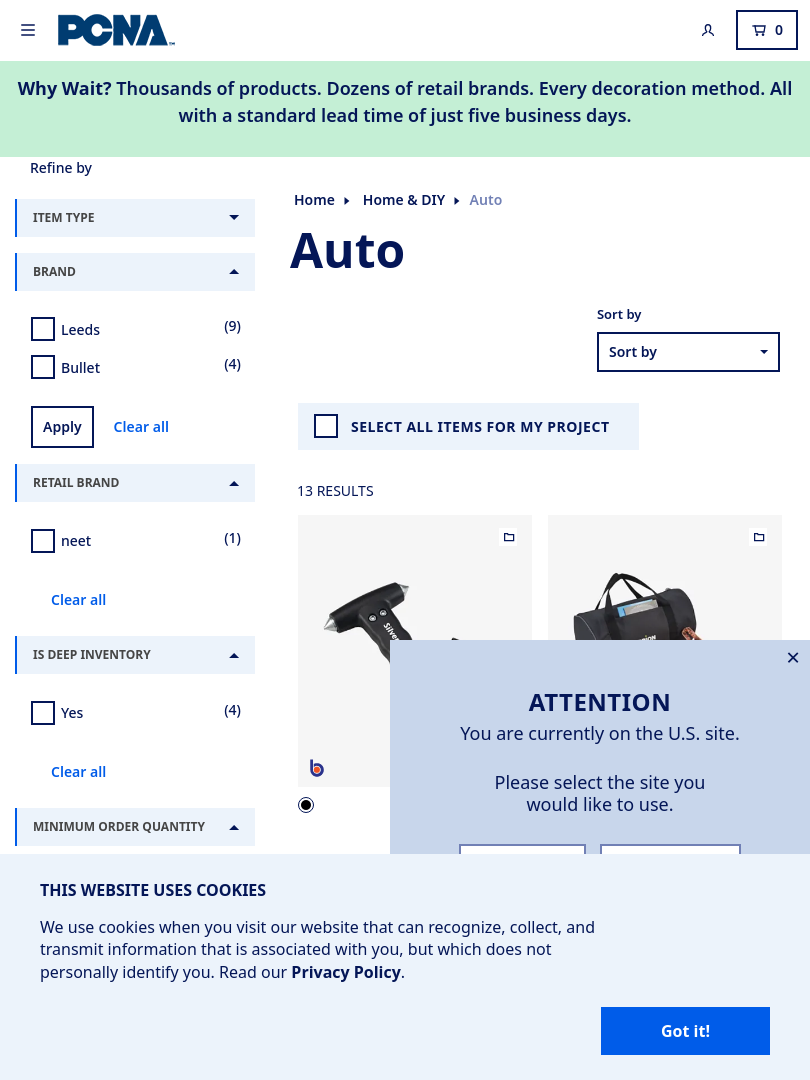 PCNA
0
Why Wait? Thousands of products. Dozens of retail brands. Every decoration method. All
with a standard lead time of just five business days.
Refine by
Home Home & DIY Auto
Auto
ITEM TYPE
BRAND
Leeds (9)
Bullet (4)
Apply Clear all
RETAIL BRAND
neet (1)
Clear all
IS DEEP INVENTORY
Yes (4)
Clear all
MINIMUM ORDER QUANTITY
Sort by
Sort by
SELECT ALL ITEMS FOR MY PROJECT
13 RESULTS
b
ATTENTION
You are currently on the U.S. site.
Please select the site you
would like to use.
THIS WEBSITE USES COOKIES
We use cookies when you visit our website that can recognize, collect, and
transmit information that is associated with you, but which does not
personally identify you. Read our Privacy Policy.
Got it!